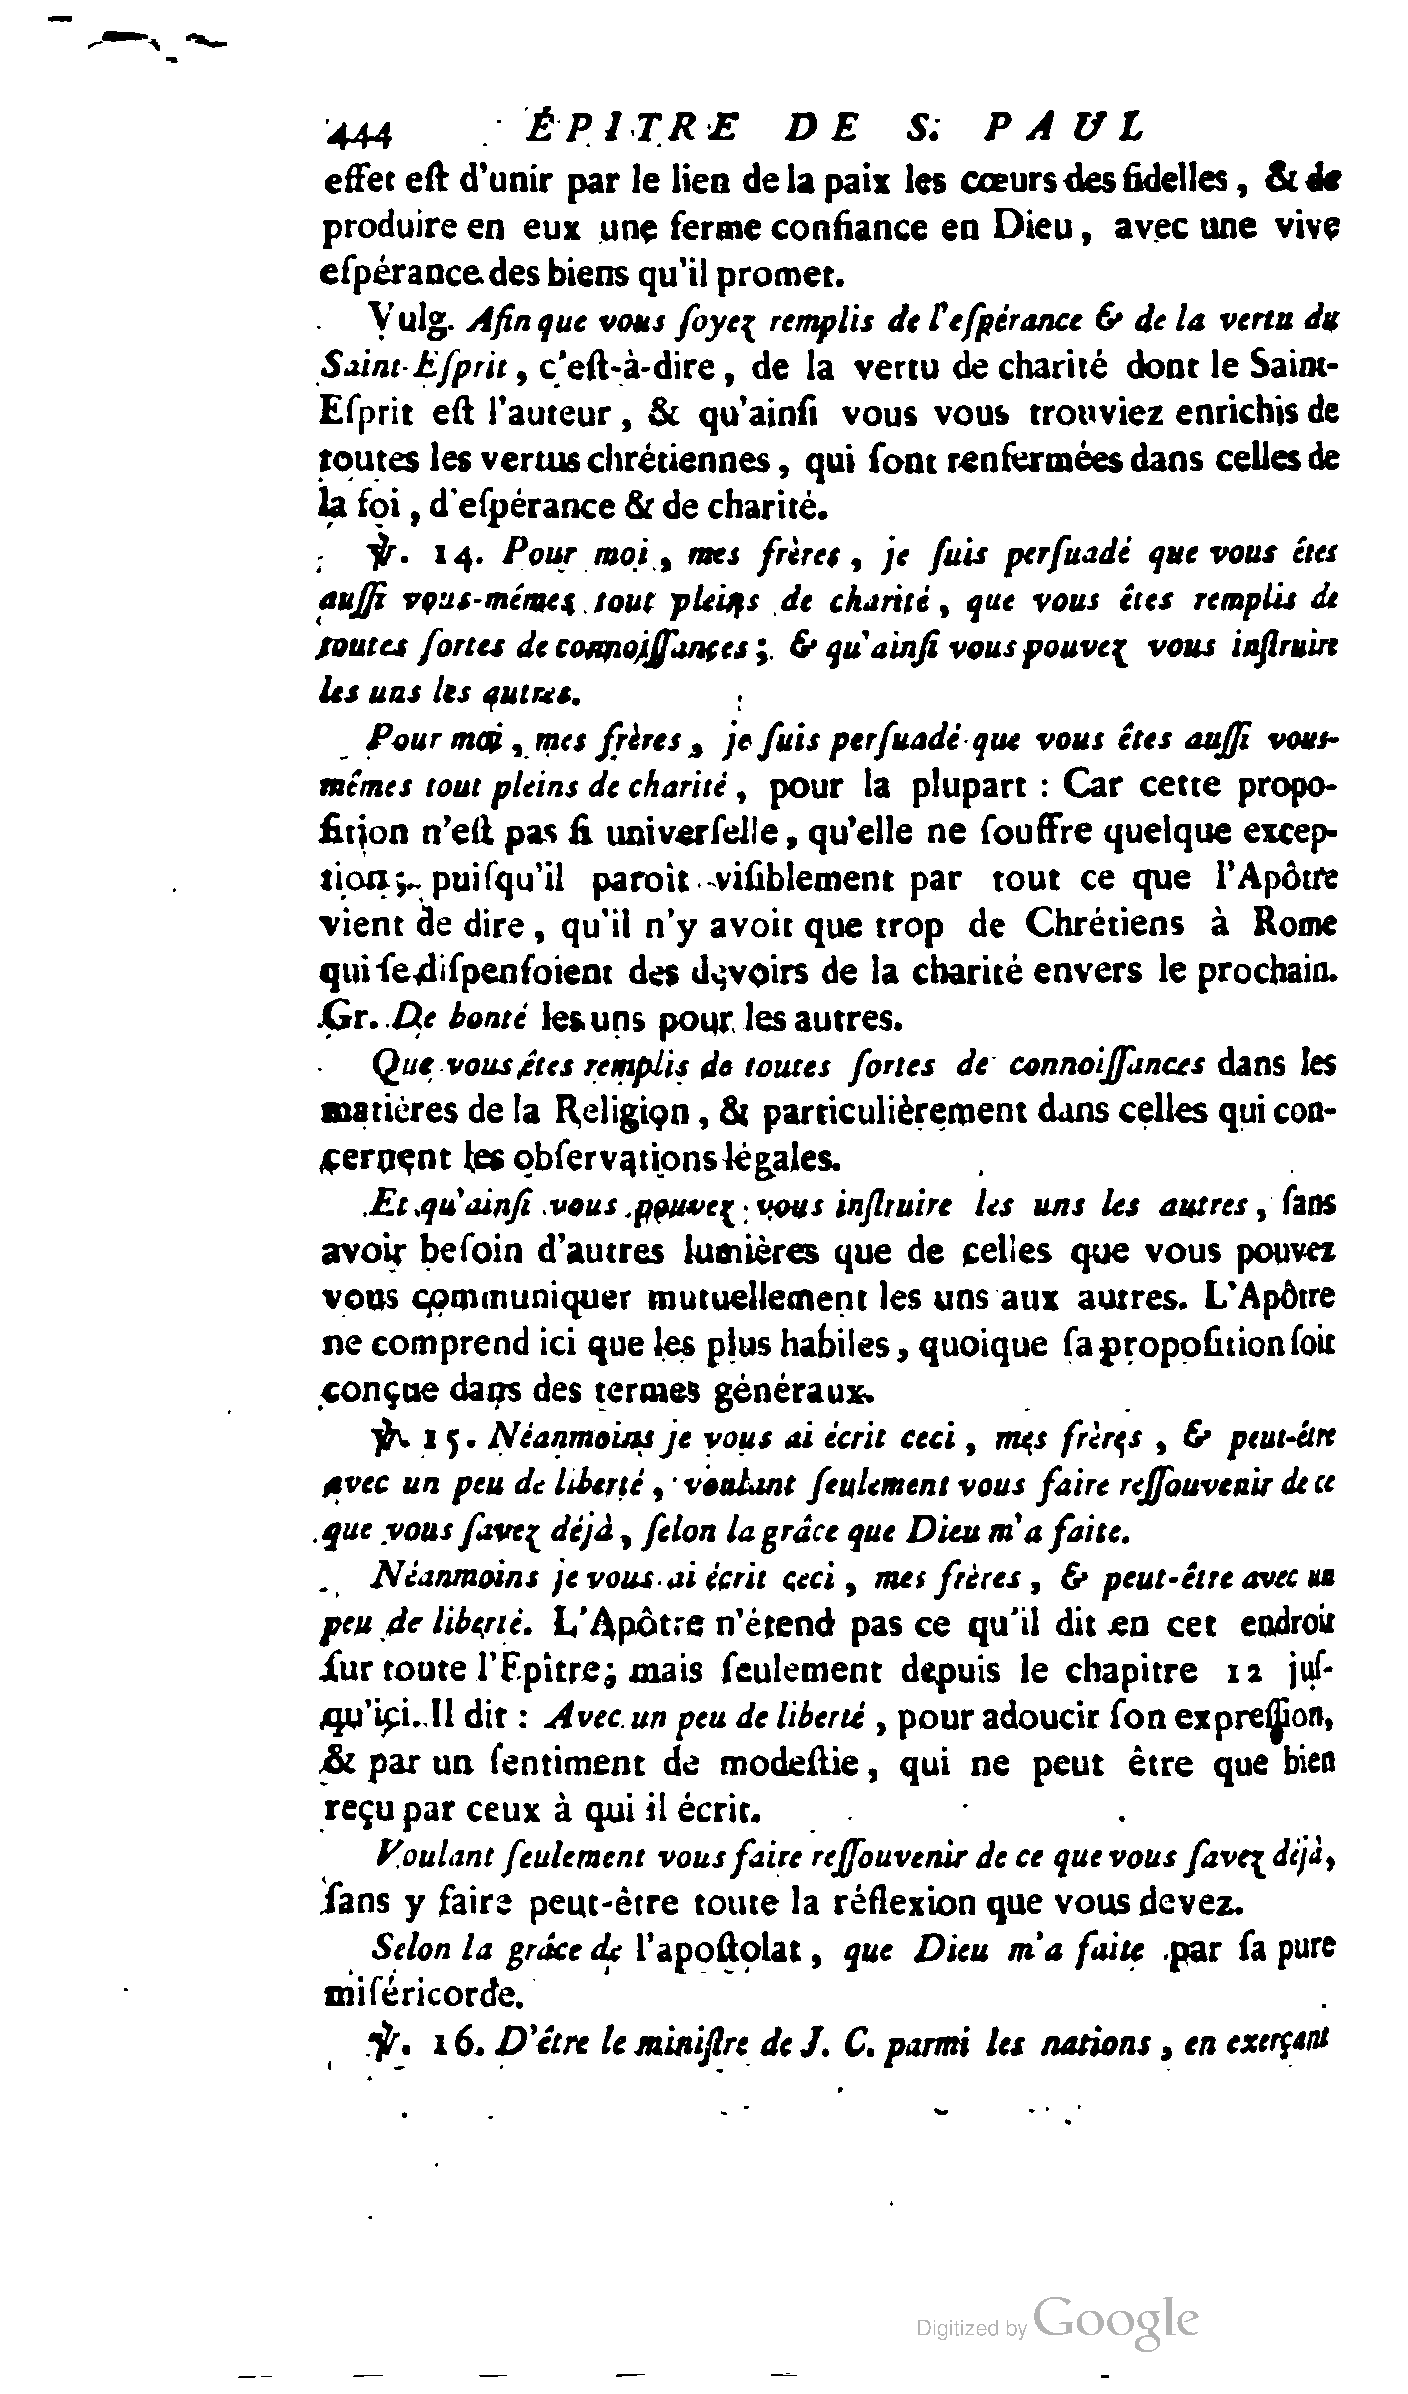 444 ÉPITRE DE S. PAUL
effet eſt d'unir par le lien de la paix les cœurs des fidelles, & de
produire en eux une ferme confiance en Dieu, avec une vive
eſpérance des biens qu'il promet.
Vulg. Afin que vous ſoyez remplis de l'eſpérance & de la vertu du
Saint-Eſprit, c'eſt-à-dire, de la vertu de charité dont le Saint-
Eſprit eſt l'auteur, & qu'ainſi vous vous trouviez enrichis de
toutes les vertus chrétiennes, qui ſont renfermées dans celles de
la foi, d'eſpérance & de charité.
℣. 14. Pour moi, mes frères, je ſuis perſuadé que vous êtes
auſſi vous-mêmes tout pleins de charité, que vous êtes remplis de
toutes ſortes de connoiſſances; & qu'ainſi vous pouvez vous inſtruire
les uns les autres.
Pour moi, mes frères, je ſuis perſuadé que vous êtes auſſi vous-
mêmes tout pleins de charité, pour la plupart : Car cette propo-
ſition n'eſt pas ſi univerſelle, qu'elle ne ſouffre quelque excep-
tion; puiſqu'il paroît viſiblement par tout ce que l'Apôtre
vient de dire, qu'il n'y avoit que trop de Chrétiens à Rome
qui ſe diſpenſoient des devoirs de la charité envers le prochain.
Gr. De bonté les uns pour les autres.
Que vous êtes remplis de toutes ſortes de connoiſſances dans les
matières de la Religion, & particulièrement dans celles qui con-
cernent les obſervations légales.
Et qu'ainſi vous pouvez vous inſtruire les uns les autres, ſans
avoir beſoin d'autres lumières que de celles que vous pouvez
vous communiquer mutuellement les uns aux autres. L'Apôtre
ne comprend ici que les plus habiles, quoique ſa propoſition ſoit
conçue dans des termes généraux.
℣. 15. Néanmoins je vous ai écrit ceci, mes frères, & peut-être
avec un peu de liberté, voulant ſeulement vous faire reſſouvenir de ce
que vous ſavez déjà, ſelon la grâce que Dieu m'a faite.
Néanmoins je vous ai écrit ceci, mes frères, & peut-être avec un
peu de liberté. L'Apôtre n'étend pas ce qu'il dit en cet endroit
ſur toute l'Epître; mais ſeulement depuis le chapitre 12 juſ-
qu'ici. Il dit : Avec un peu de liberté, pour adoucir ſon expreſſion,
& par un ſentiment de modeſtie, qui ne peut être que bien
reçu par ceux à qui il écrit.
Voulant ſeulement vous faire reſſouvenir de ce que vous ſavez déjà,
ſans y faire peut-être toute la réflexion que vous devez.
Selon la grâce de l'apoſtolat, que Dieu m'a faite par ſa pure
miſéricorde.
℣. 16. D'être le miniſtre de J. C. parmi les nations, en exerçant
Digitized by Google